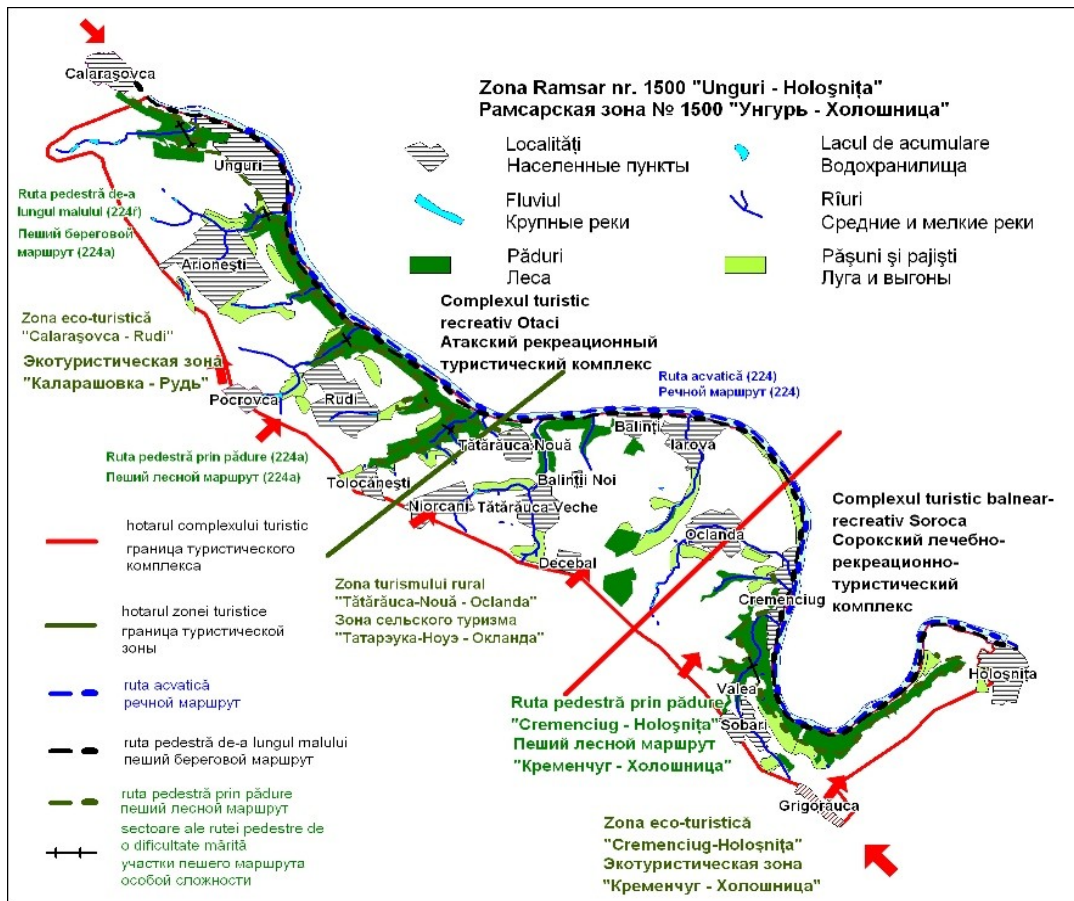 Calaraşovca
Zona Ramsar nr. 1500 "Unguri - Holoşniţa"
Рамсарская зона № 1500 "Унгурь - Холошница"
Localităţi
Населенные пункты
Lacul de acumulare
Водохранилища
Fluviul
Крупные реки
Rîuri
Средние и мелкие реки
Păduri
Леса
Păşuni şi pajişti
Луга и выгоны
Unguri
Ruta pedestră de-a
lungul malului (224ř)
Пеший береговой
маршрут (224а)
Arioneşti
Complexul turistic
recreativ Otaci
Атакский рекреационный
туристический комплекс
Zona eco-turistică
"Calaraşovca - Rudi"
Экотуристическая зона
"Каларашовка - Рудь"
Ruta acvatică (224)
Речной маршрут (224)
Pocrovca
Rudi
Balinţi
Iarova
Tătărăuca Nouă
Ruta pedestră prin pădure (224a)
Пеший лесной маршрут (224а)
Tolocăneşti
Balinţii Noi
Niorcani
Tătărăuca Veche
Oclanda
Decebal
Cremenciug
Complexul turistic balnear-
recreativ Soroca
Сорокский лечебно-
рекреационно-
туристический
комплекс
hotarul complexului turistic
граница туристического
комплекса
Zona turismului rural
"Tătărăuca-Nouă - Oclanda"
Зона сельского туризма
"Татарэука-Ноуэ - Окланда"
hotarul zonei turistice
граница туристической
зоны
Holoşniţa
Valea
Sobari
Ruta pedestră prin pădure
"Cremenciug - Holoşniţa"
Пеший лесной маршрут
"Кременчуг - Холошница"
ruta acvatică
речной маршрут
ruta pedestră de-a lungul malului
пеший береговой маршрут
ruta pedestră prin pădure
пеший лесной маршрут
Grigorăuca
sectoare ale rutei pedestre de
o dificultate mărită
участки пешего маршрута
особой сложности
Zona eco-turistică
"Cremenciug-Holoşniţa"
Экотуристическая зона
"Кременчуг - Холошница"